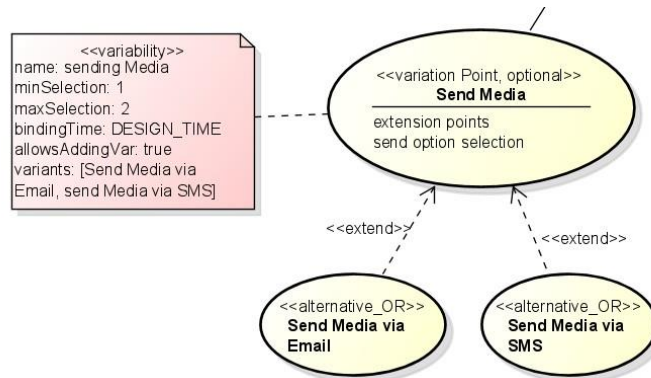 <<variability>>
name: sending Media
minSelection: 1
maxSelection: 2
bindingTime: DESIGN_TIME
allowsAddingVar: true
variants: [Send Media via
Email, send Media via SMS]
<<variation Point, optional>>
Send Media
extension points
send option selection
<<extend>>
<<extend>>
<<alternative_OR>>
Send Media via
Email
<<alternative_OR>>
Send Media via
SMS